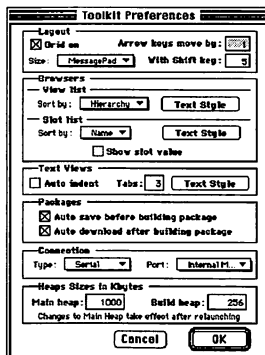 Toolkit Preferences
Layout
Grid on Arrow keys move by:
Size: MessagePad With Shift key: 5
Browsers
View list
Sort by: Hierarchy Text Style
Slot list
Sort by: Name Text Style
Show slot value
Text Views
Auto indent Tabs: 3 Text Style
Packages
Auto save before building package
Auto download after building package
Connection
Type: Serial Port: Internal M...
Heaps Sizes in Kbytes
Main heap: 1000 Build heap: 256
Changes to Main Heap take effect after relaunching
Cancel OK